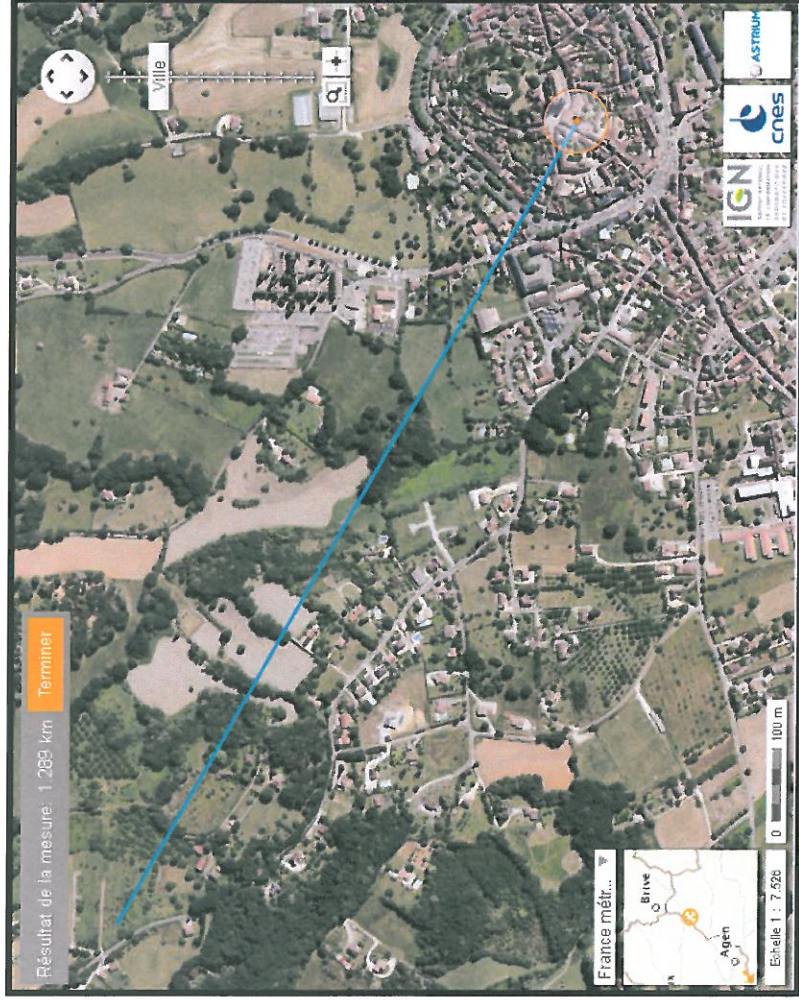 Résultat de la mesure: 1.289 km
Terminer
Ville
France métr...
Brive
Agen
Echelle 1 : 7.526
0 100 m
IGN
cnes
ASTRIUM